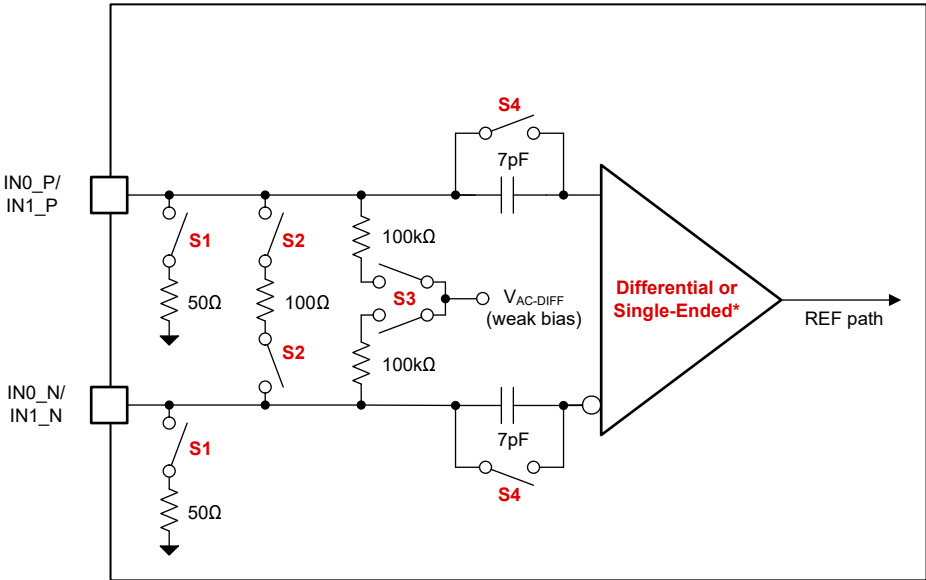 S4
7pF
IN0_P/
IN1_P
S1
S2
100kΩ
50Ω
100Ω
S3
V_AC-DIFF
(weak bias)
Differential or
Single-Ended*
REF path
S2
100kΩ
IN0_N/
IN1_N
S1
7pF
S4
50Ω